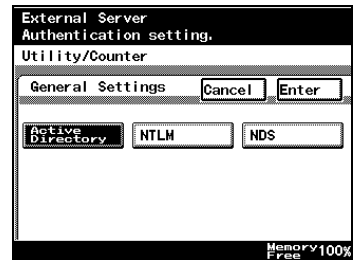 External Server
Authentication setting.
Utility/Counter
General Settings
Cancel
Enter
Active
Directory
NTLM
NDS
Memory
Free
100%